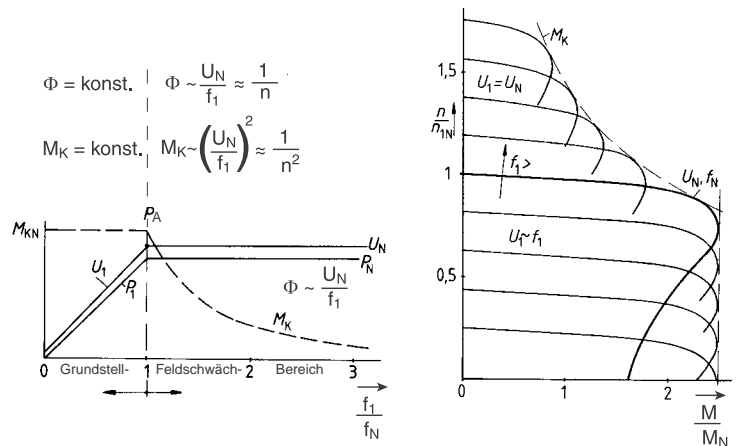 Φ = konst. Φ ~ U_N/f_1 ≈ 1/n
M_K = konst. M_K ~ (U_N/f_1)² ≈ 1/n²
M_KN
P_A
U_N
P_N
U_1
P_1
Φ ~ U_N/f_1
M_K
0 Grundstell- 1 Feldschwäch- 2 Bereich 3
f_1/f_N
M_K
1,5
U_1 = U_N
n/n_1N
f_1 >
1
U_N, f_N
U_1 ~ f_1
0,5
0
0 1 2
M/M_N